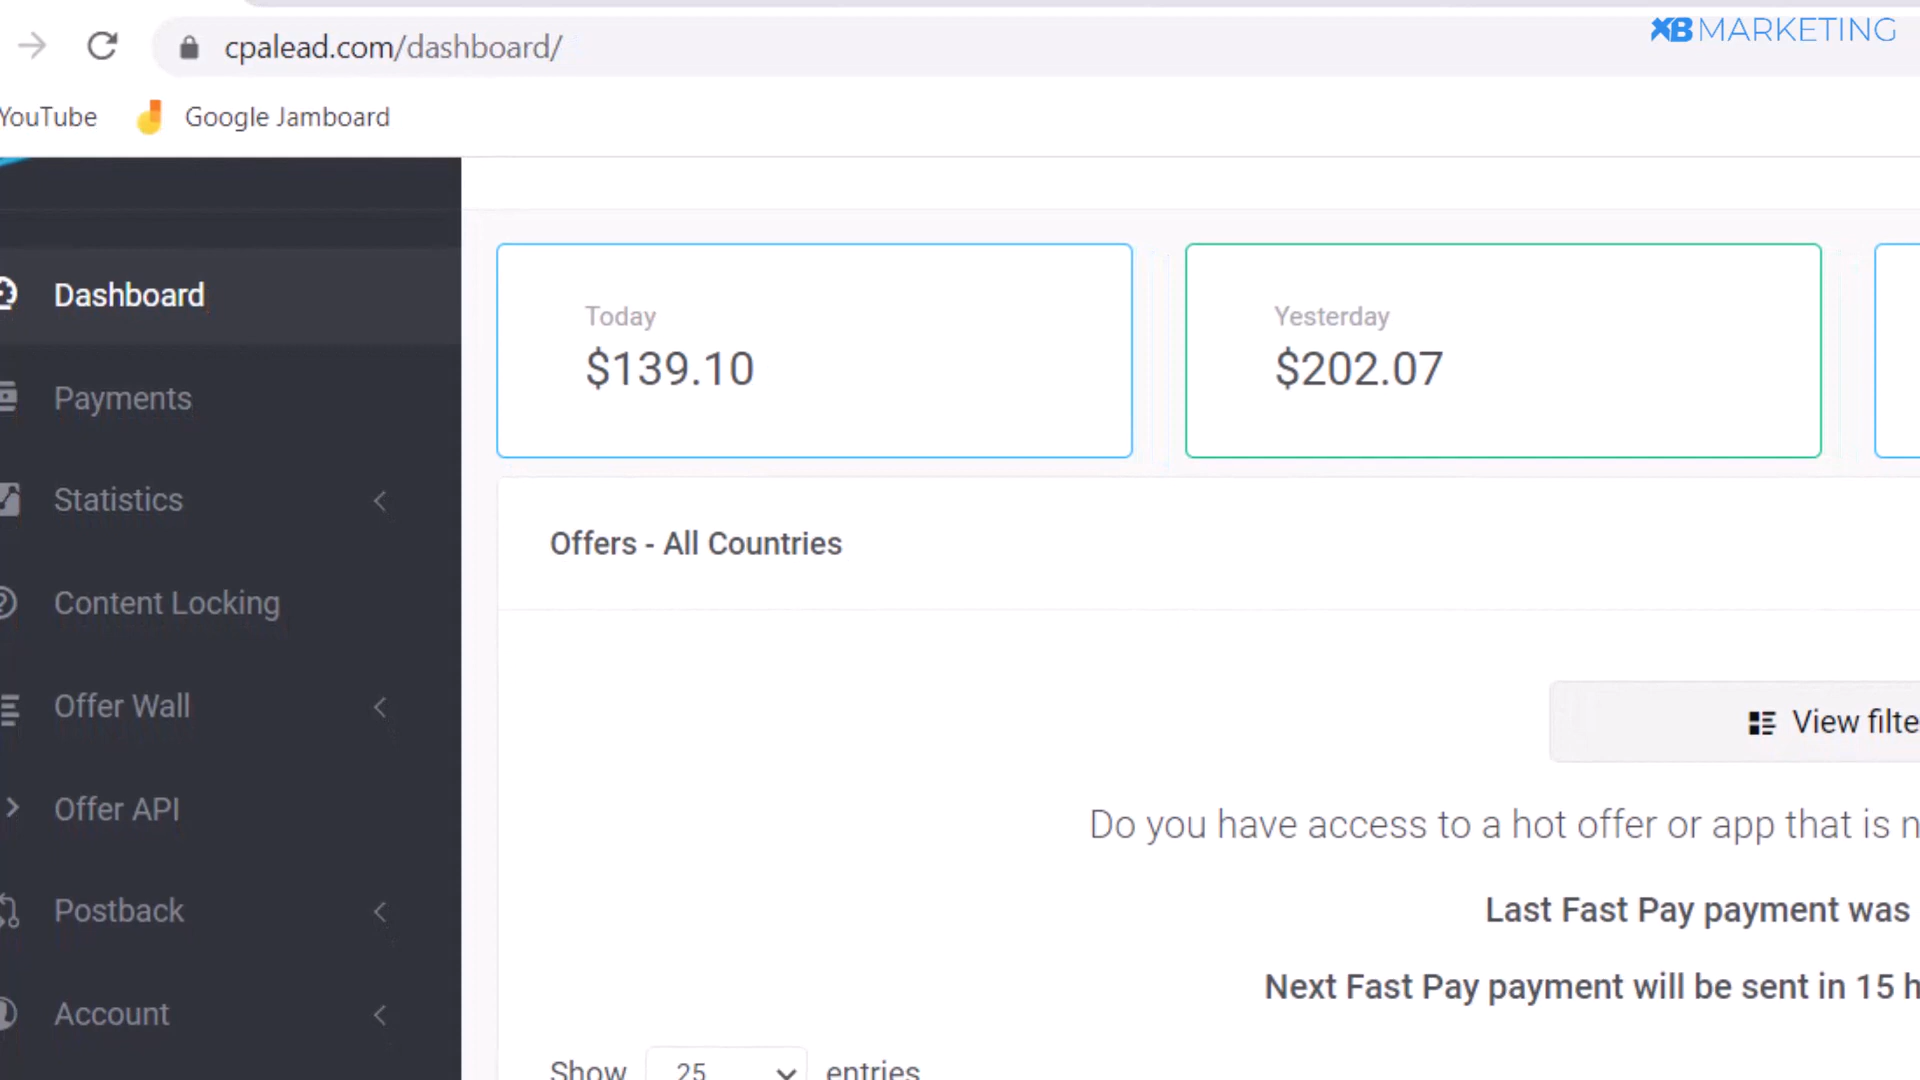 XB MARKETING
cpalead.com/dashboard/
YouTube
Google Jamboard
Dashboard
Payments
Statistics
Content Locking
Offer Wall
Offer API
Postback
Account
Today
$139.10
Yesterday
$202.07
Offers - All Countries
View filte
Do you have access to a hot offer or app that is n
Last Fast Pay payment was
Next Fast Pay payment will be sent in 15 h
Show 25 entries